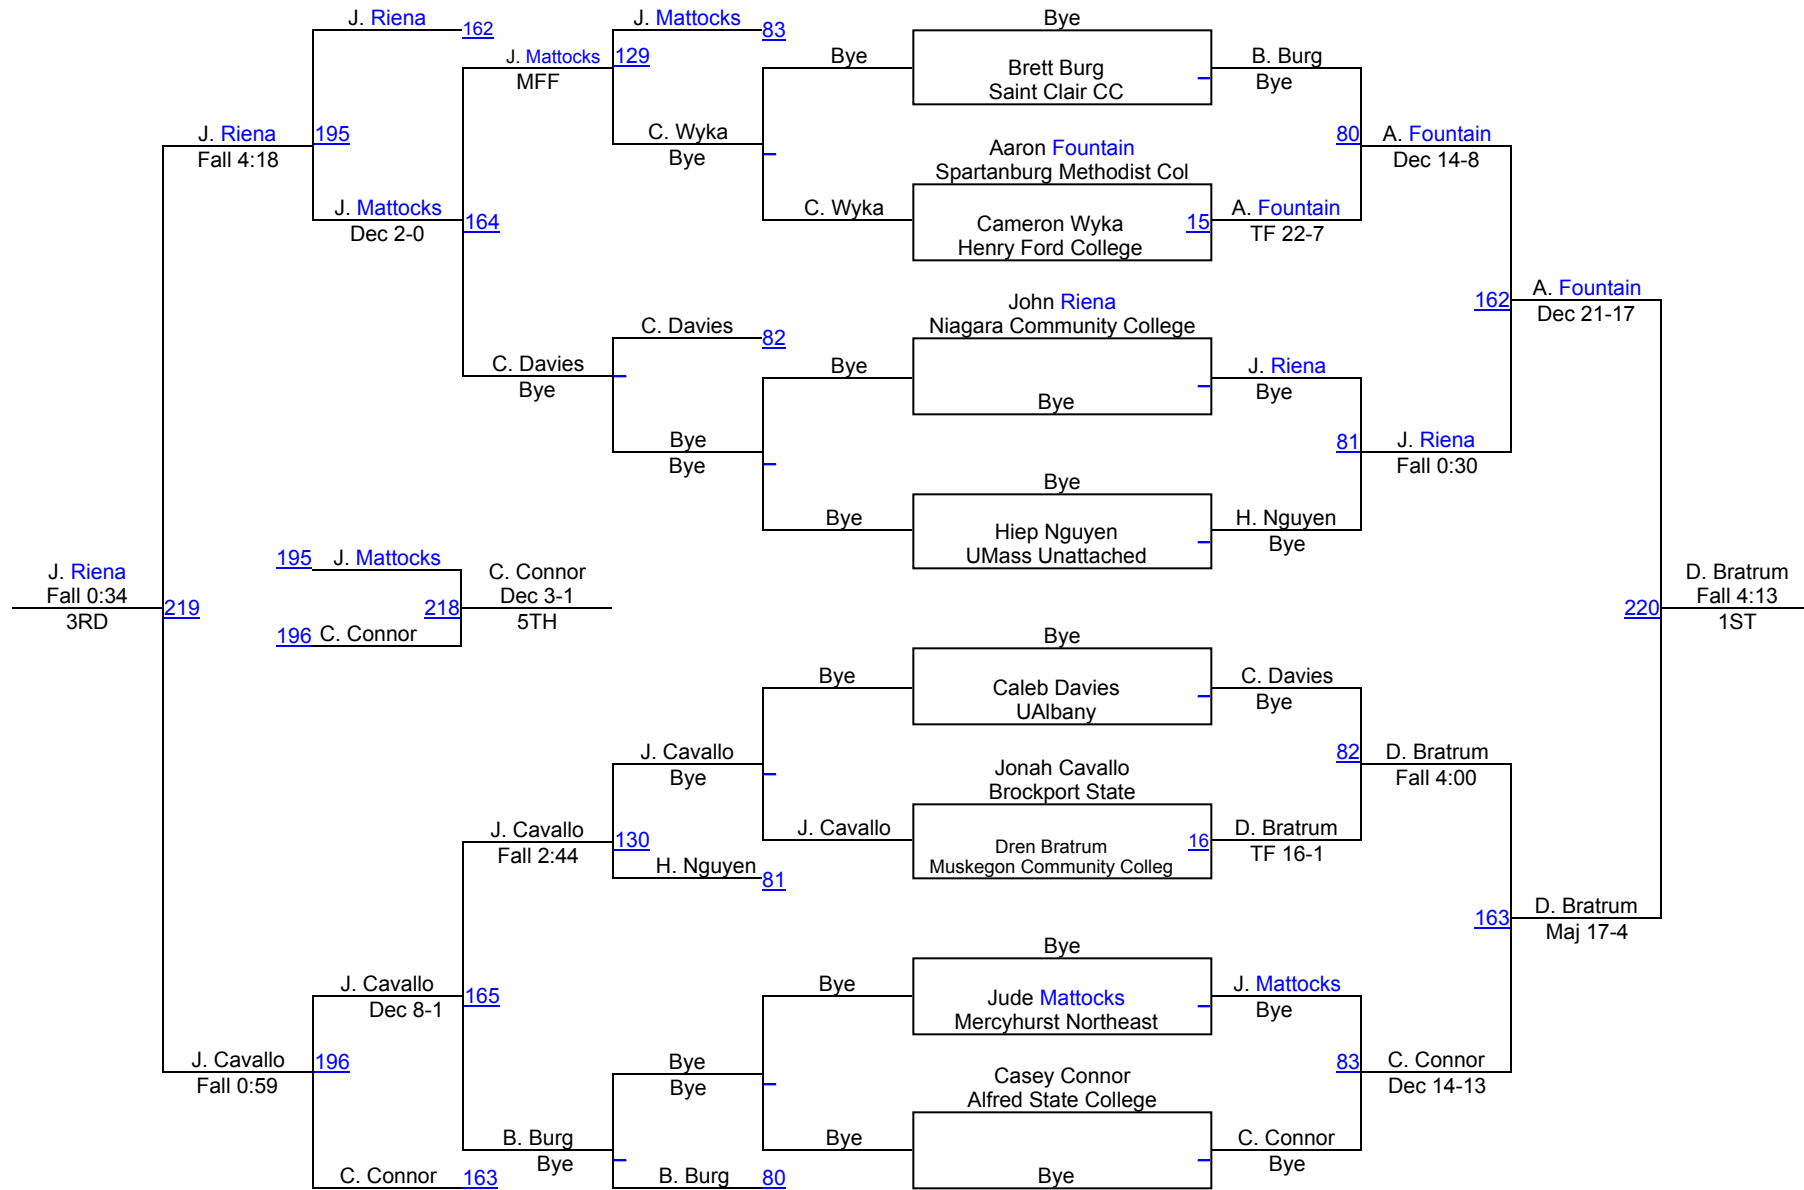 J. Riena
162
J. Riena
Fall 4:18
195
J. Mattocks
Dec 2-0
164
J. Mattocks
MFF
129
J. Mattocks
83
C. Wyka
Bye
Bye
C. Wyka
C. Davies
Bye
C. Davies
82
Bye
Bye
Bye
Bye
Bye
Brett Burg
Saint Clair CC
B. Burg
Bye
Aaron Fountain
Spartanburg Methodist Col
Cameron Wyka
Henry Ford College
15
A. Fountain
TF 22-7
80
A. Fountain
Dec 14-8
John Riena
Niagara Community College
Bye
J. Riena
Bye
Bye
Hiep Nguyen
UMass Unattached
H. Nguyen
Bye
81
J. Riena
Fall 0:30
162
A. Fountain
Dec 21-17
J. Riena
Fall 0:34
3RD
219
195
J. Mattocks
196
C. Connor
218
C. Connor
Dec 3-1
5TH
220
D. Bratrum
Fall 4:13
1ST
Bye
Caleb Davies
UAlbany
C. Davies
Bye
Jonah Cavallo
Brockport State
Dren Bratrum
Muskegon Community Colleg
16
D. Bratrum
TF 16-1
82
D. Bratrum
Fall 4:00
Bye
Jude Mattocks
Mercyhurst Northeast
J. Mattocks
Bye
Casey Connor
Alfred State College
Bye
C. Connor
Bye
83
C. Connor
Dec 14-13
163
D. Bratrum
Maj 17-4
Bye
J. Cavallo
J. Cavallo
Bye
J. Cavallo
Fall 2:44
130
H. Nguyen
81
J. Cavallo
Dec 8-1
165
J. Cavallo
Fall 0:59
196
C. Connor
163
B. Burg
Bye
Bye
Bye
B. Burg
80
Bye
Bye